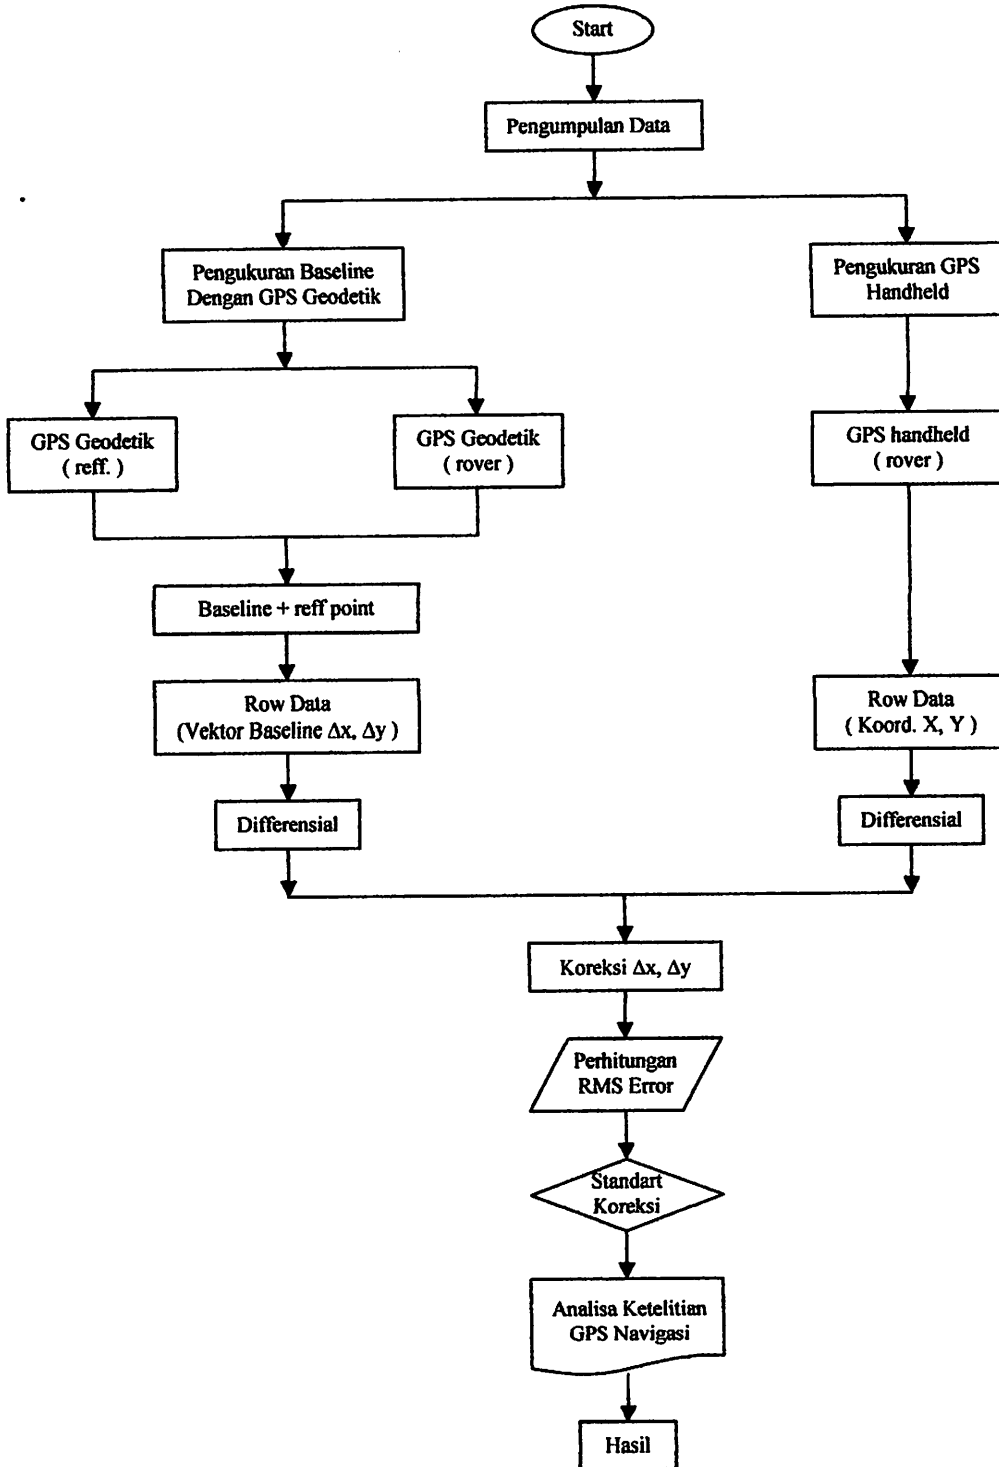 Start
Pengumpulan Data
Pengukuran Baseline
Dengan GPS Geodetik
Pengukuran GPS
Handheld
GPS Geodetik
( reff. )
GPS Geodetik
( rover )
GPS handheld
( rover )
Baseline + reff point
Row Data
(Vektor Baseline Δx, Δy )
Row Data
( Koord. X, Y )
Differensial
Differensial
Koreksi Δx, Δy
Perhitungan
RMS Error
Standart
Koreksi
Analisa Ketelitian
GPS Navigasi
Hasil